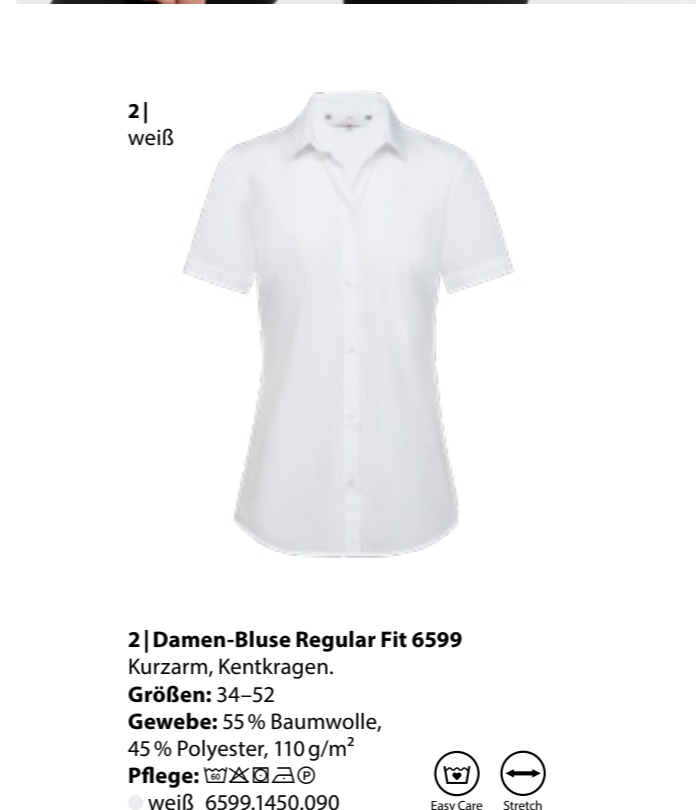 2|
weiß
2|Damen-Bluse Regular Fit 6599
Kurzarm, Kentkragen.
Größen: 34–52
Gewebe: 55 % Baumwolle,
45 % Polyester, 110 g/m²
Pflege: 60 P
weiß 6599.1450.090
Easy Care Stretch